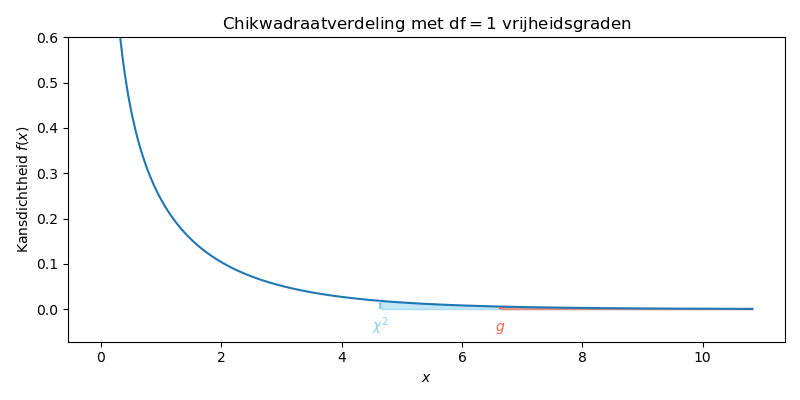 Chikwadraatverdeling met df = 1 vrijheidsgraden
Kansdichtheid f(x)
0.6
0.5
0.4
0.3
0.2
0.1
0.0
χ²
g
0 2 4 6 8 10
x